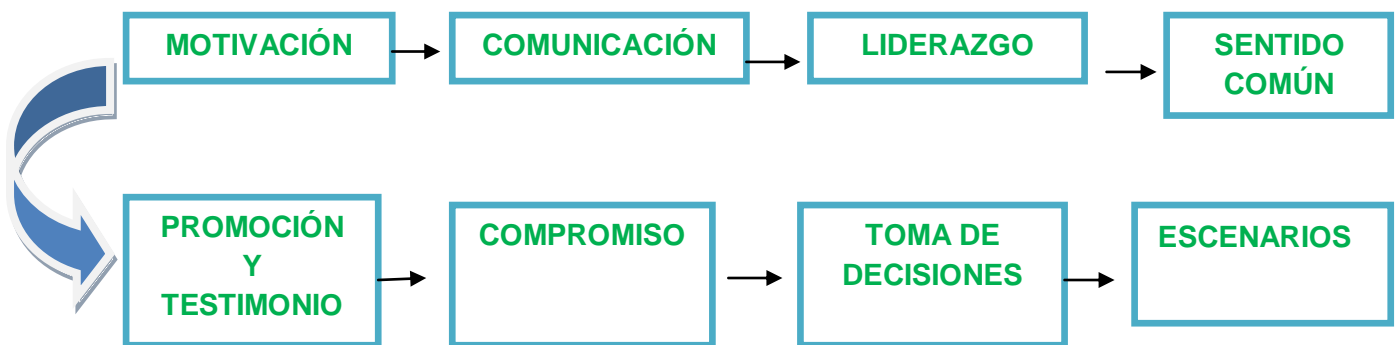 MOTIVACIÓN
COMUNICACIÓN
LIDERAZGO
SENTIDO
COMÚN
PROMOCIÓN
Y
TESTIMONIO
COMPROMISO
TOMA DE
DECISIONES
ESCENARIOS